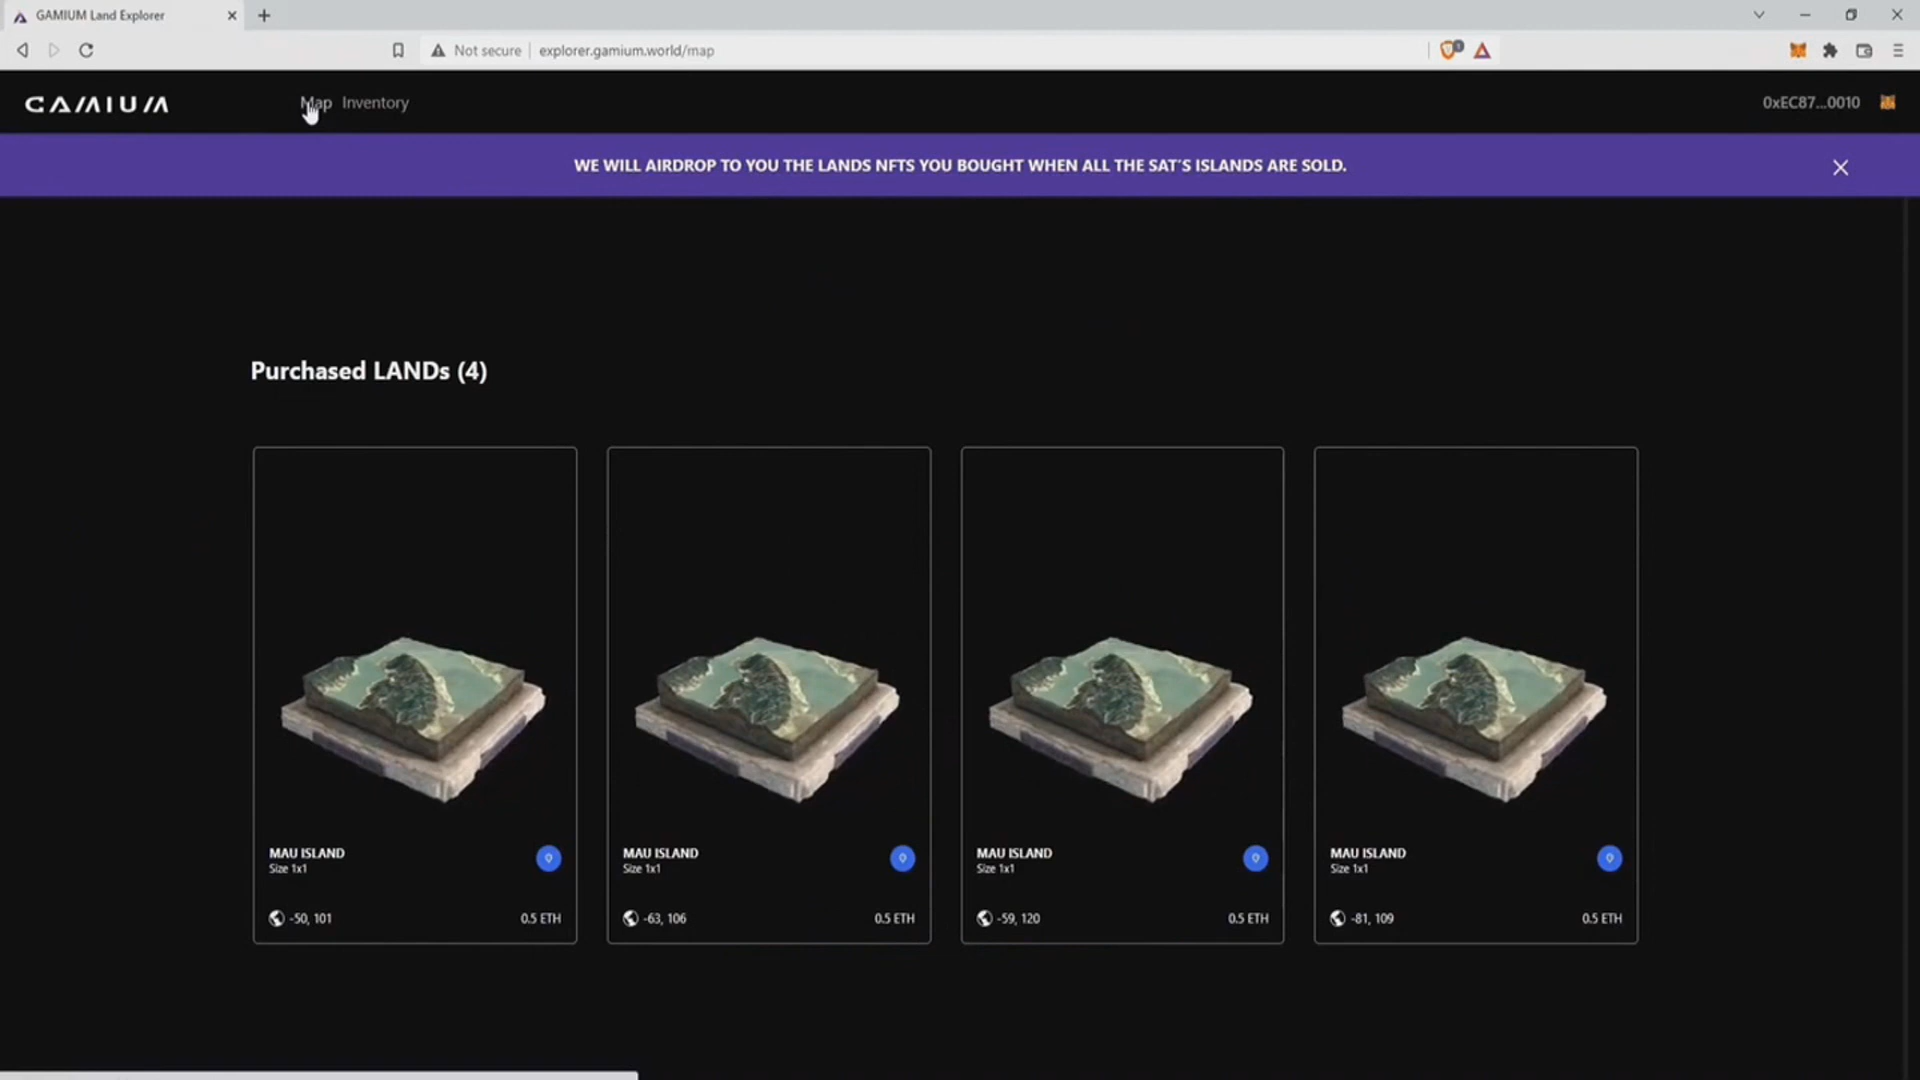 GAMIUM Land Explorer
Not secure
explorer.gamium.world/map
GAMIUM
Map Inventory
0xEC87...0010
WE WILL AIRDROP TO YOU THE LANDS NFTS YOU BOUGHT WHEN ALL THE SAT'S ISLANDS ARE SOLD.
Purchased LANDs (4)
MAU ISLAND
Size 1x1
-50, 101
0.5 ETH
MAU ISLAND
Size 1x1
-63, 106
0.5 ETH
MAU ISLAND
Size 1x1
-59, 120
0.5 ETH
MAU ISLAND
Size 1x1
-81, 109
0.5 ETH